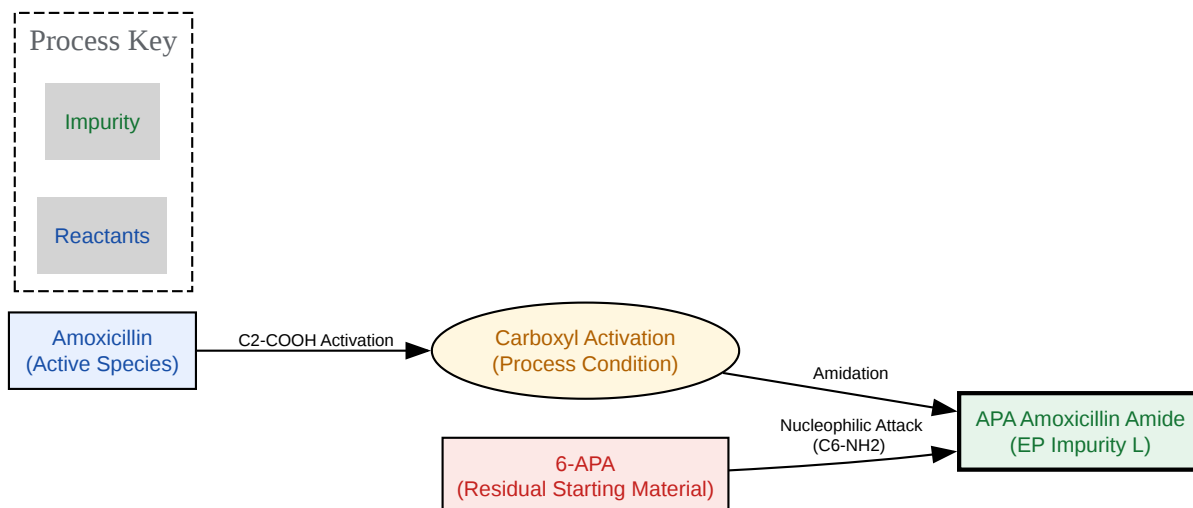 Process Key
Impurity
Reactants
Amoxicillin
(Active Species)
C2-COOH Activation
Carboxyl Activation
(Process Condition)
Amidation
Nucleophilic Attack
(C6-NH2)
APA Amoxicillin Amide
(EP Impurity L)
6-APA
(Residual Starting Material)